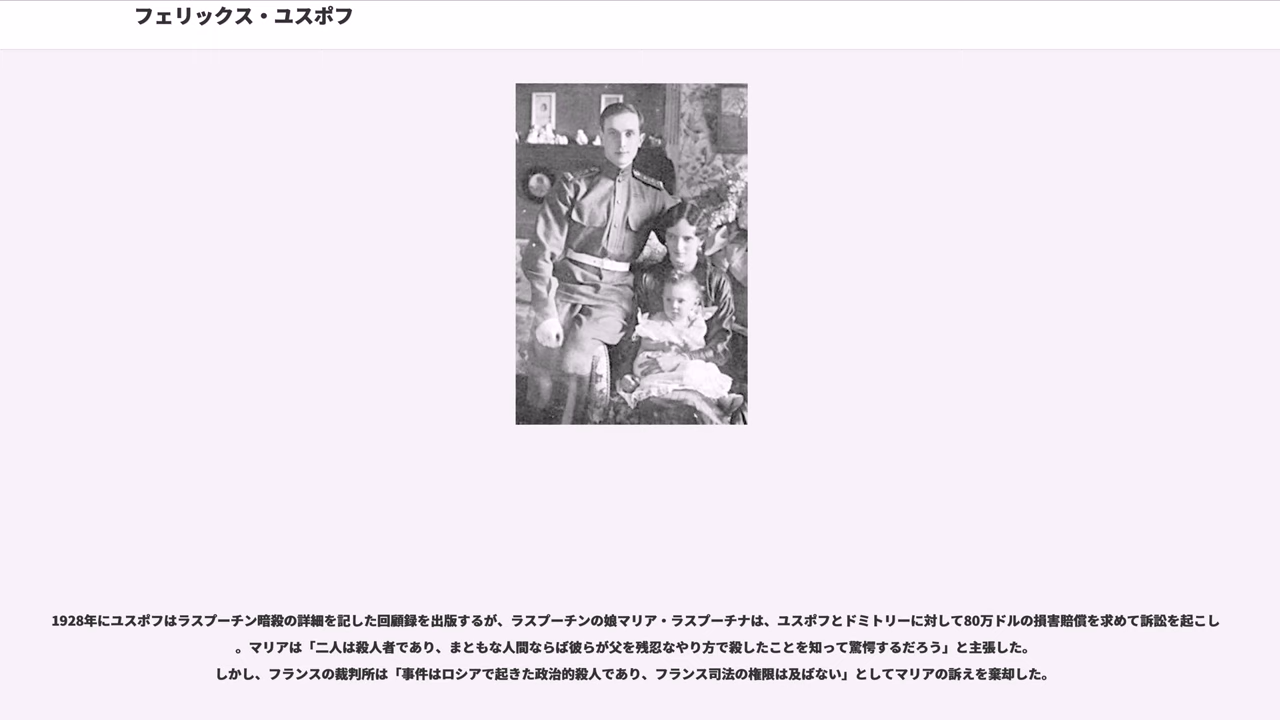 フェリックス・ユスポフ
1928年にユスポフはラスプーチン暗殺の詳細を記した回顧録を出版するが、ラスプーチンの娘マリア・ラスプーチナは、ユスポフとドミトリーに対して80万ドルの損害賠償を求めて訴訟を起こし
。マリアは「二人は殺人者であり、まともな人間ならば彼らが父を残忍なやり方で殺したことを知って驚愕するだろう」と主張した。
しかし、フランスの裁判所は「事件はロシアで起きた政治的殺人であり、フランス司法の権限は及ばない」としてマリアの訴えを棄却した。